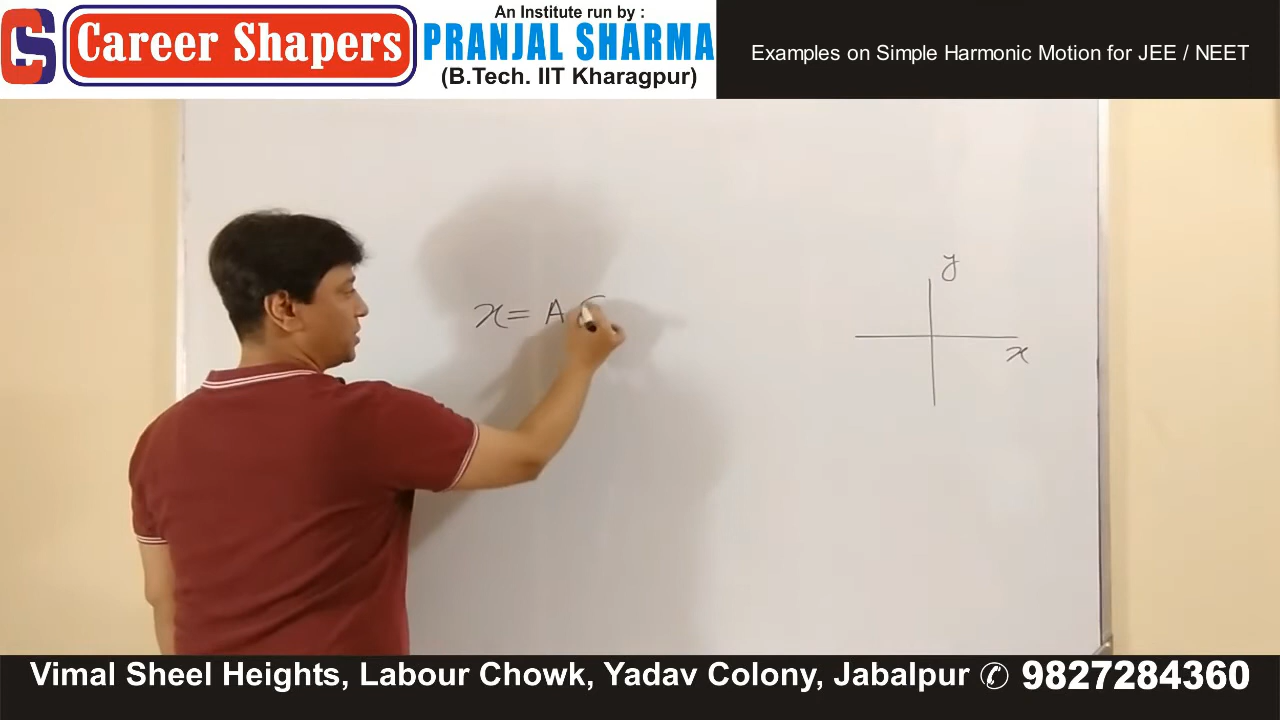 CS
Career Shapers
An Institute run by :
PRANJAL SHARMA
(B.Tech. IIT Kharagpur)
Examples on Simple Harmonic Motion for JEE / NEET
x = A
y
x
Vimal Sheel Heights, Labour Chowk, Yadav Colony, Jabalpur ✆ 9827284360